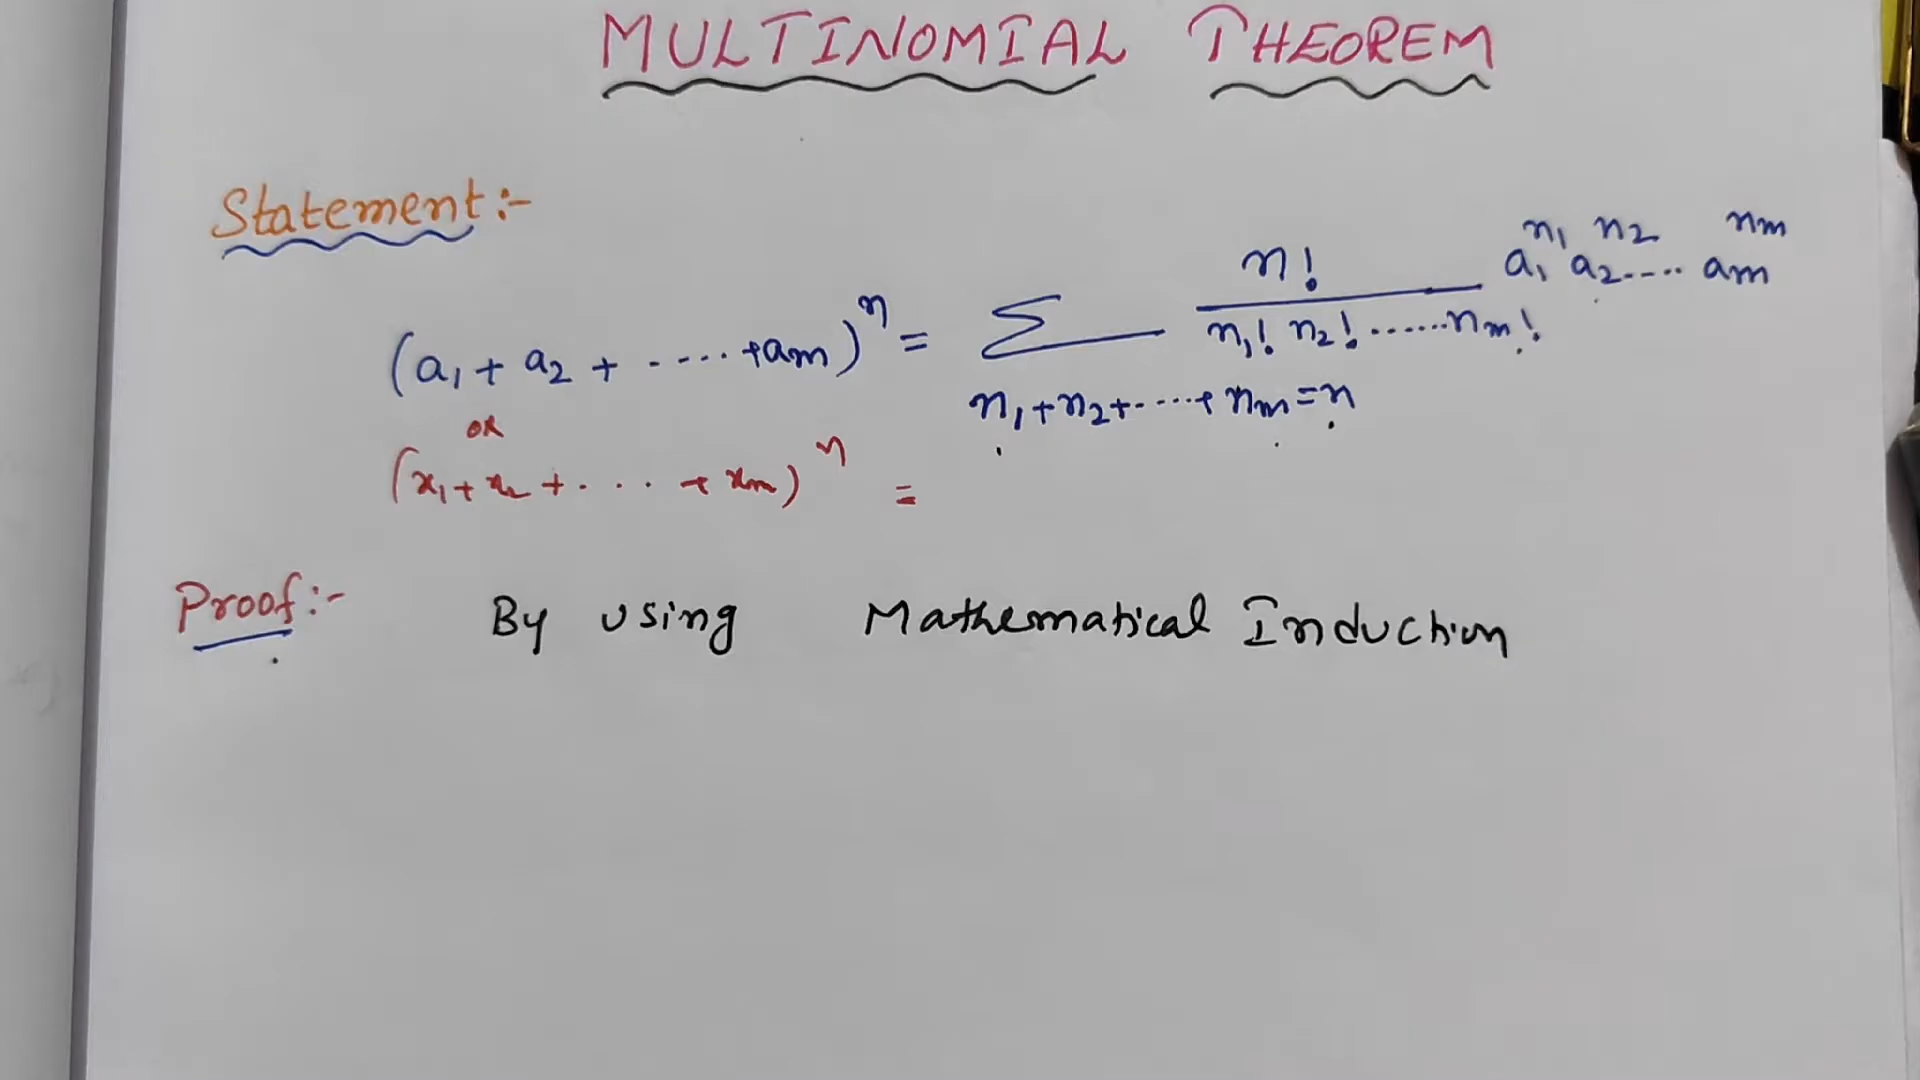 MULTINOMIAL THEOREM
Statement:-
(a₁ + a₂ + ..... + aₘ)ⁿ = Σ n! / n₁! n₂! ...... nₘ! a₁^n₁ a₂^n₂ .... aₘ^nₘ
n₁ + n₂ + ..... + nₘ = n
OR
(x₁ + x₂ + . . . . + xₘ)ⁿ =
Proof:- By using Mathematical Induction